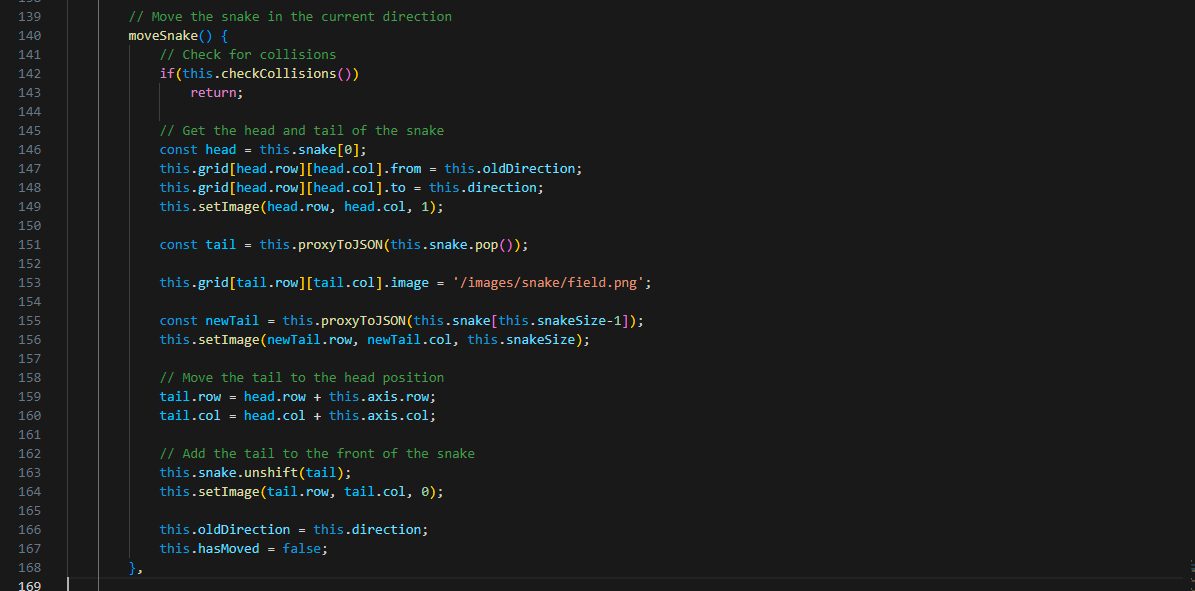 139 // Move the snake in the current direction
140 moveSnake() {
141 // Check for collisions
142 if(this.checkCollisions())
143 return;
144
145 // Get the head and tail of the snake
146 const head = this.snake[0];
147 this.grid[head.row][head.col].from = this.oldDirection;
148 this.grid[head.row][head.col].to = this.direction;
149 this.setImage(head.row, head.col, 1);
150
151 const tail = this.proxyToJSON(this.snake.pop());
152
153 this.grid[tail.row][tail.col].image = '/images/snake/field.png';
154
155 const newTail = this.proxyToJSON(this.snake[this.snakeSize-1]);
156 this.setImage(newTail.row, newTail.col, this.snakeSize);
157
158 // Move the tail to the head position
159 tail.row = head.row + this.axis.row;
160 tail.col = head.col + this.axis.col;
161
162 // Add the tail to the front of the snake
163 this.snake.unshift(tail);
164 this.setImage(tail.row, tail.col, 0);
165
166 this.oldDirection = this.direction;
167 this.hasMoved = false;
168 },
169